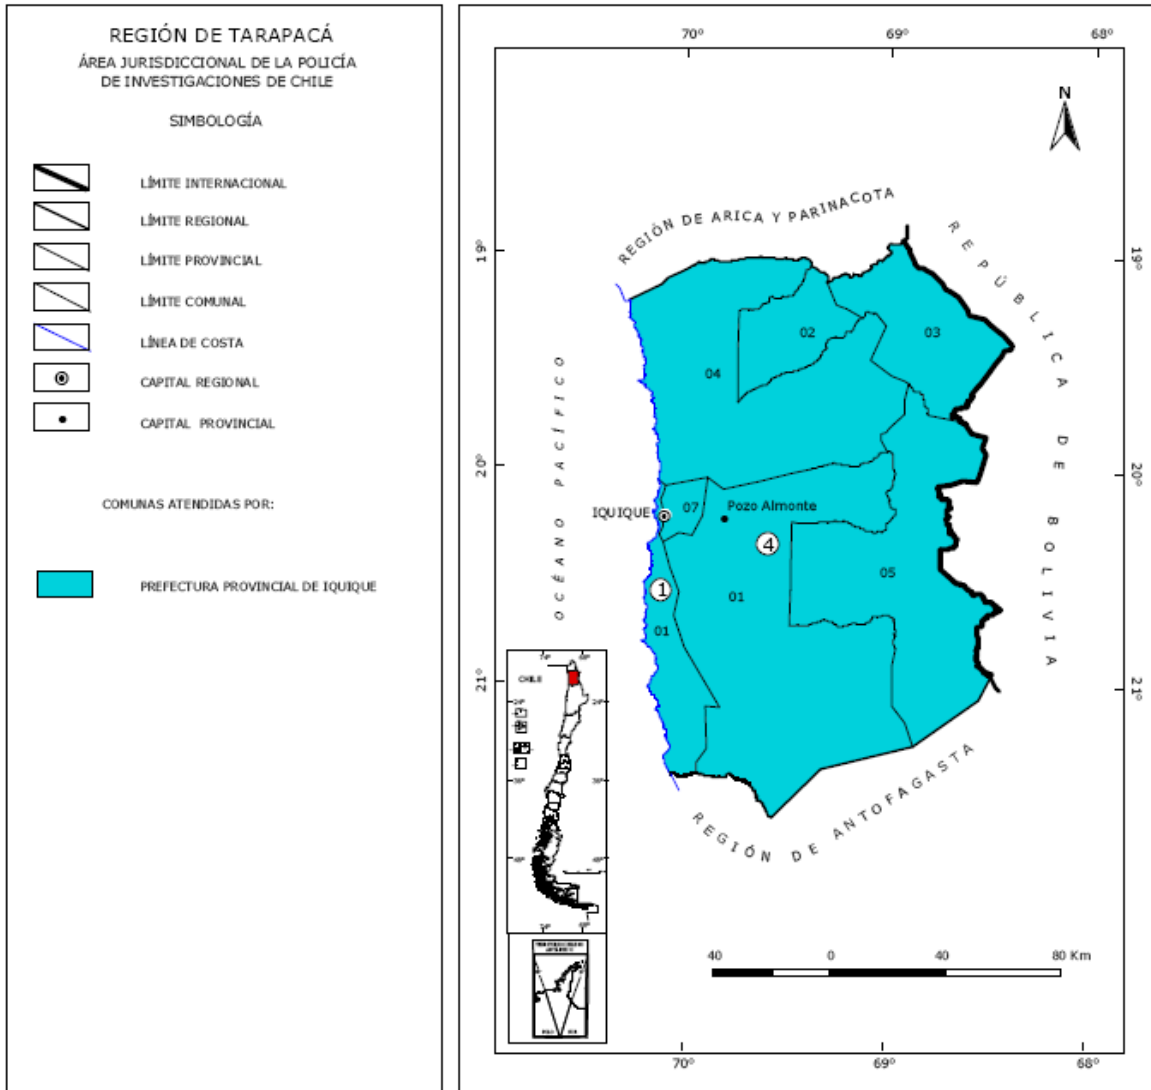 REGIÓN DE TARAPACÁ
ÁREA JURISDICCIONAL DE LA POLICÍA
DE INVESTIGACIONES DE CHILE
SIMBOLOGÍA
LÍMITE INTERNACIONAL
LÍMITE REGIONAL
LÍMITE PROVINCIAL
LÍMITE COMUNAL
LÍNEA DE COSTA
CAPITAL REGIONAL
CAPITAL PROVINCIAL
COMUNAS ATENDIDAS POR:
PREFECTURA PROVINCIAL DE IQUIQUE
70° 69° 68°
N
REGIÓN DE ARICA Y PARINACOTA
REPÚBLICA DE BOLIVIA
19° 19°
02 03
04
OCÉANO PACÍFICO
20° 20°
IQUIQUE 07 Pozo Almonte
4
05
1 01
01
21° 21°
CHILE
REGIÓN DE ANTOFAGASTA
40 0 40 80 Km
70° 69° 68°